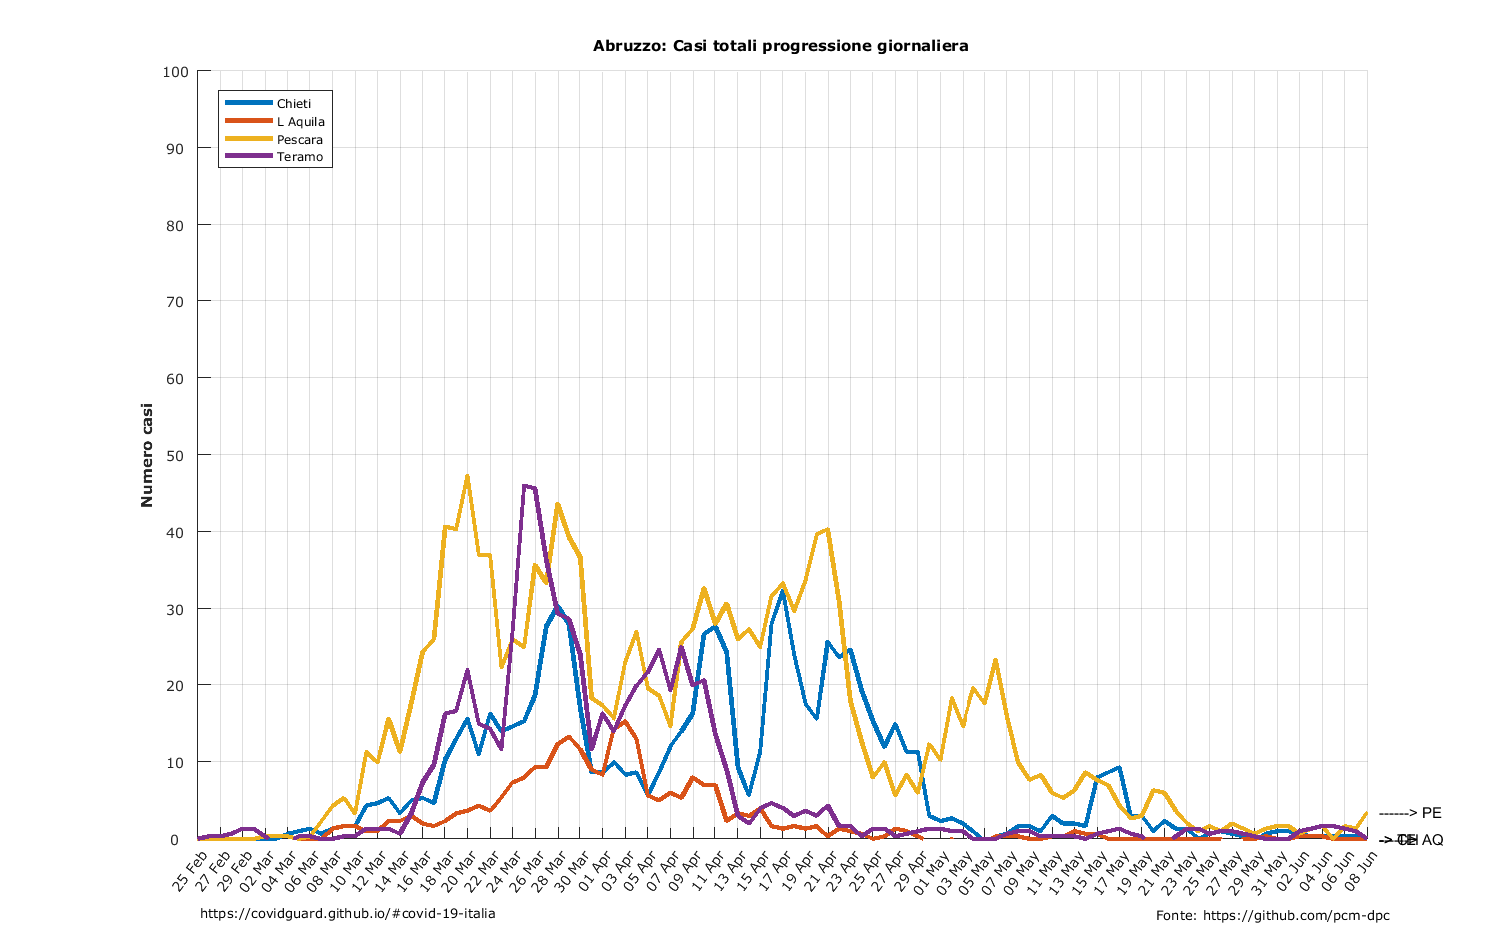 Abruzzo: Casi totali progressione giornaliera
Chieti
L Aquila
Pescara
Teramo
Numero casi
100
90
80
70
60
50
40
30
20
10
0
25 Feb
27 Feb
29 Feb
02 Mar
04 Mar
06 Mar
08 Mar
10 Mar
12 Mar
14 Mar
16 Mar
18 Mar
20 Mar
22 Mar
24 Mar
26 Mar
28 Mar
30 Mar
01 Apr
03 Apr
05 Apr
07 Apr
09 Apr
11 Apr
13 Apr
15 Apr
17 Apr
19 Apr
21 Apr
23 Apr
25 Apr
27 Apr
29 Apr
01 May
03 May
05 May
07 May
09 May
11 May
13 May
15 May
17 May
19 May
21 May
23 May
25 May
27 May
29 May
31 May
02 Jun
04 Jun
06 Jun
08 Jun
------> PE
AQ
https://covidguard.github.io/#covid-19-italia
Fonte: https://github.com/pcm-dpc